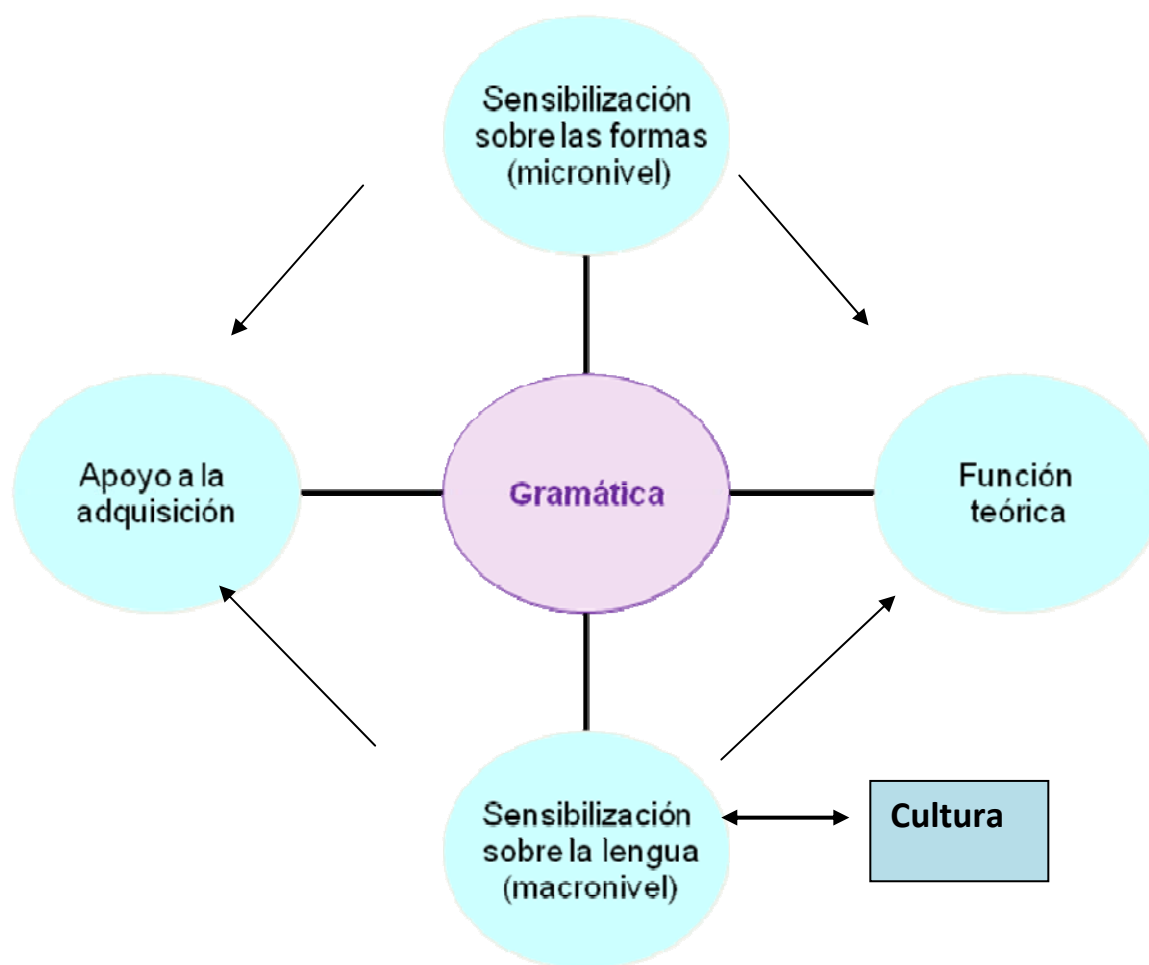 Sensibilización
sobre las formas
(micronivel)
Apoyo a la
adquisición
Gramática
Función
teórica
Sensibilización
sobre la lengua
(macronivel)
Cultura